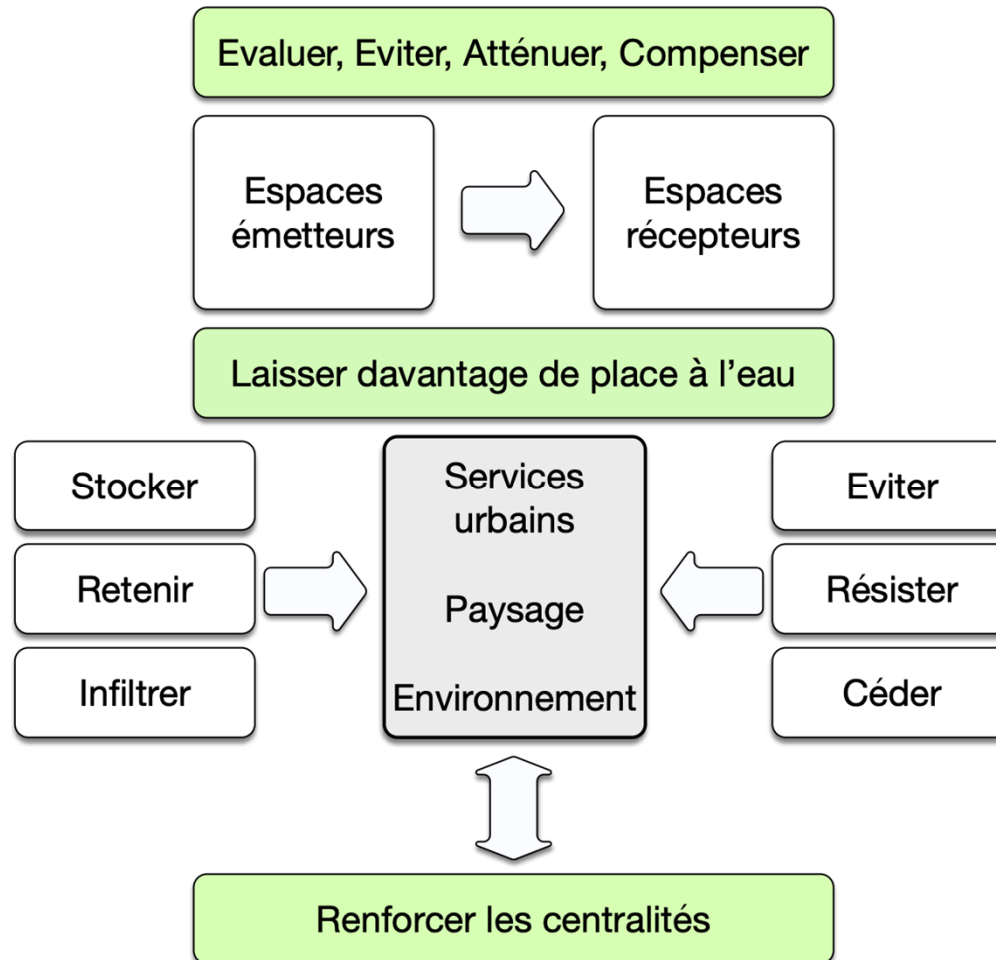 Evaluer, Eviter, Atténuer, Compenser
Espaces
émetteurs
Espaces
récepteurs
Laisser davantage de place à l’eau
Stocker
Retenir
Infiltrer
Services
urbains
Paysage
Environnement
Eviter
Résister
Céder
Renforcer les centralités